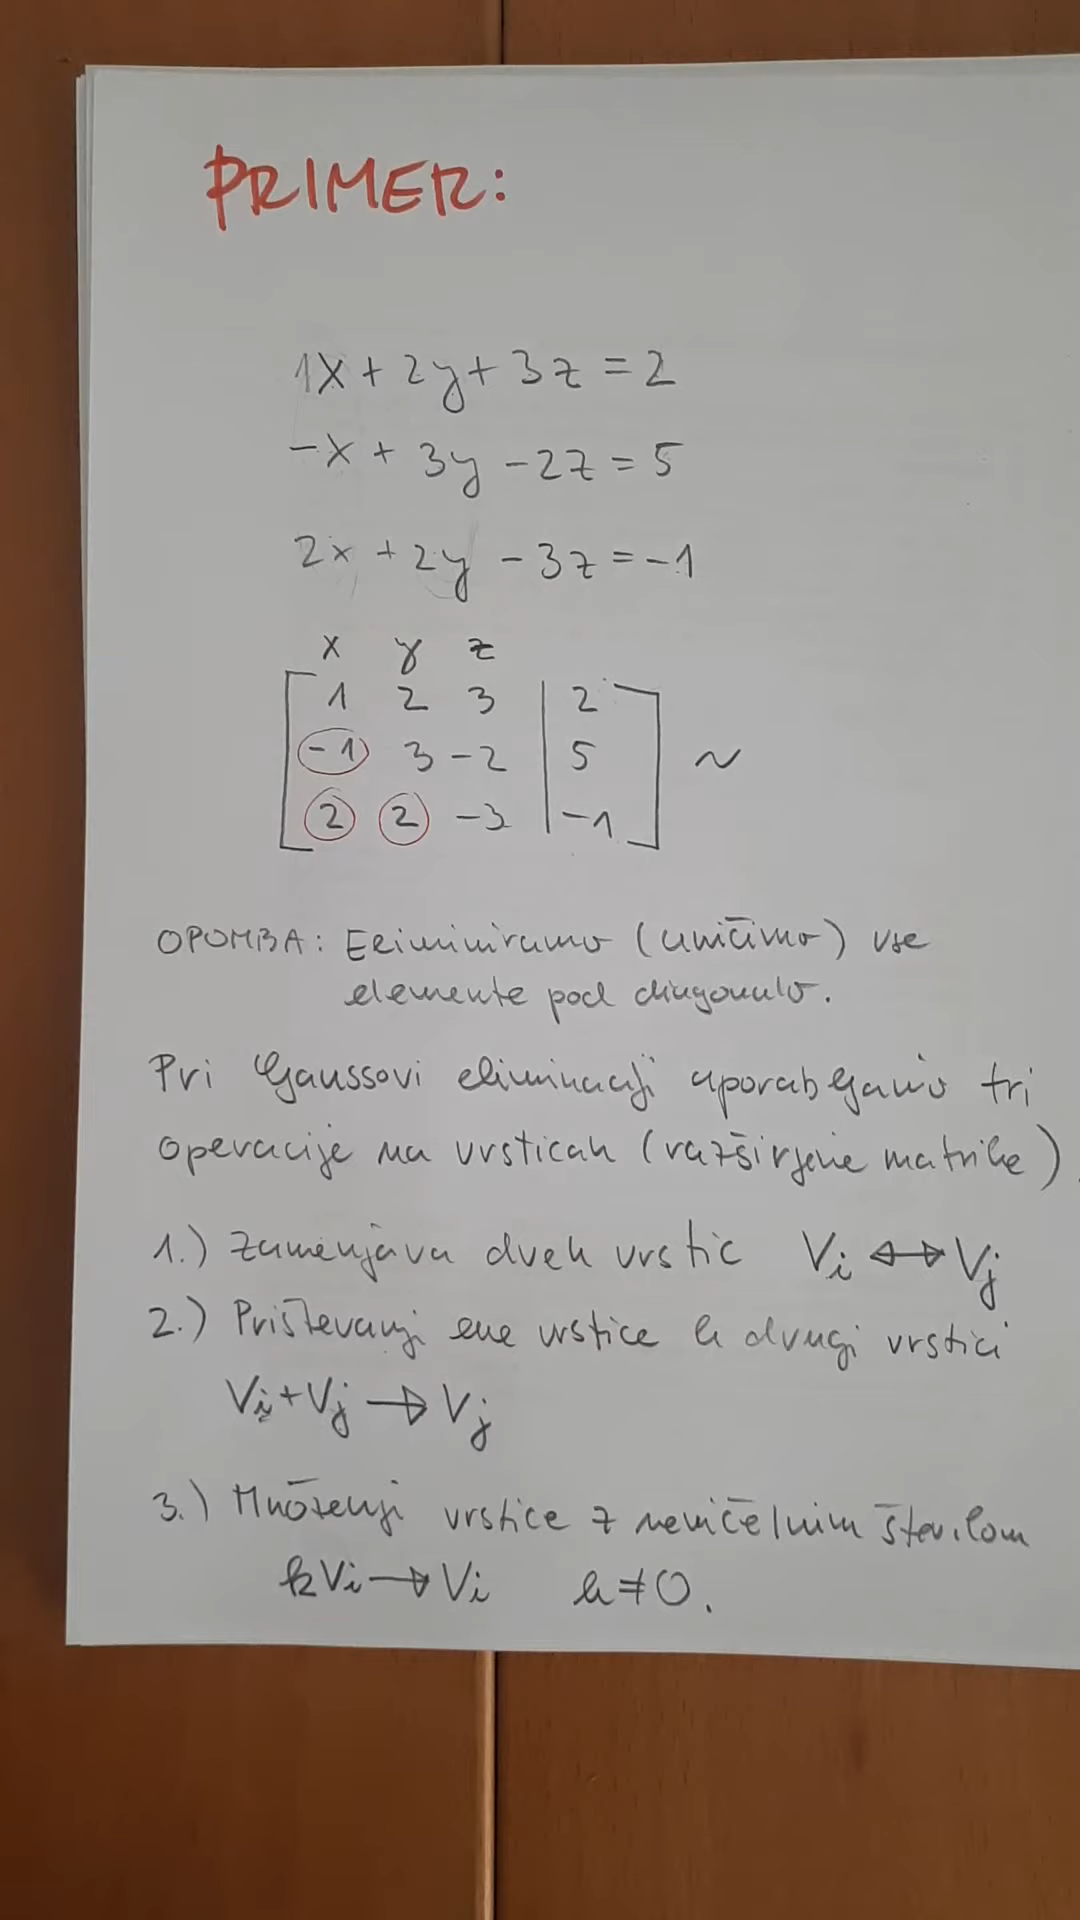 PRIMER:
1x + 2y + 3z = 2
-x + 3y - 2z = 5
2x + 2y - 3z = -1
x y z
1 2 3 | 2
-1 3 -2 | 5 ~
2 2 -3 | -1
OPOMBA: Eliminiramo (uničimo) vse
elemente pod diagonalo.
Pri Gaussovi eliminaciji uporabljamo tri
operacije na vrsticah (razširjene matrike).
1.) Zamenjava dveh vrstic Vi ↔ Vj
2.) Prištevanje ene vrstice k drugi vrstici
Vi + Vj → Vj
3.) Množenje vrstice z neničelnim številom
kVi → Vi k ≠ 0.